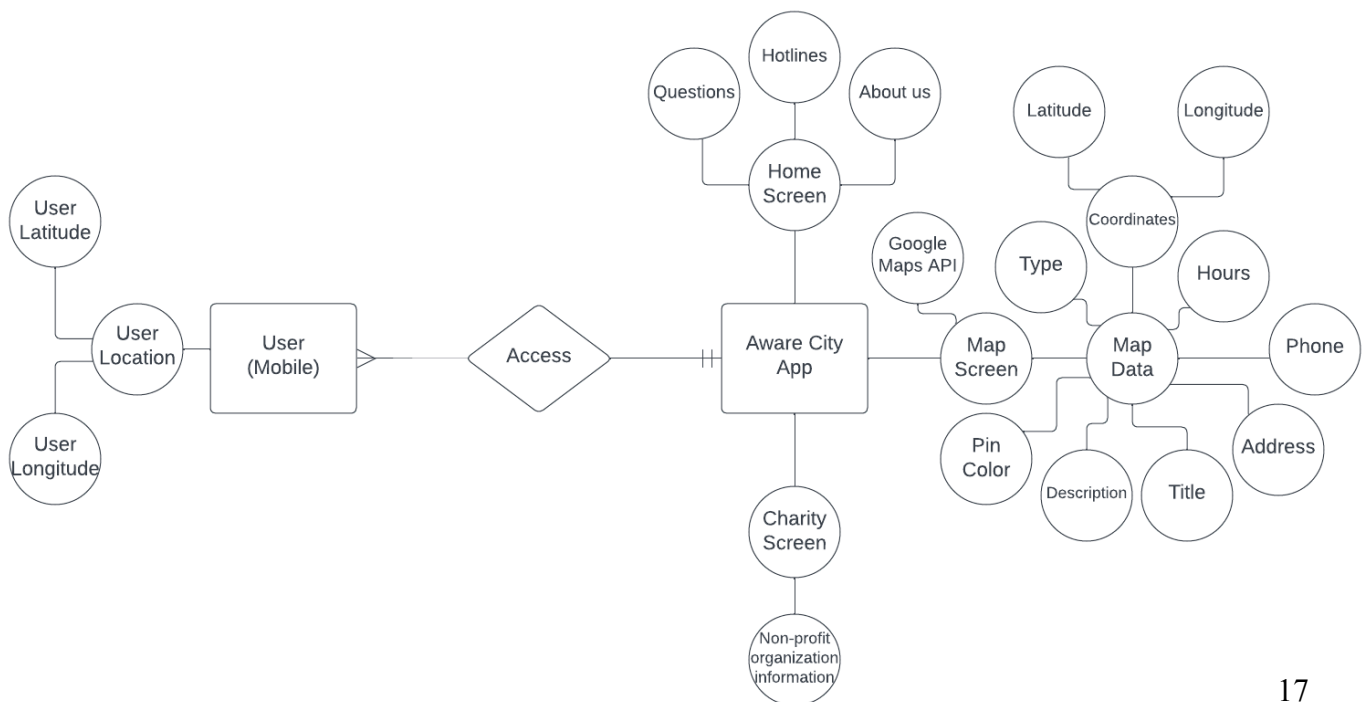 Hotlines
Questions
About us
Home
Screen
Latitude
Longitude
Coordinates
User
Latitude
Google
Maps API
Type
Hours
User
Location
User
(Mobile)
Access
Aware City
App
Map
Screen
Map
Data
Phone
User
Longitude
Pin
Color
Description
Title
Address
Charity
Screen
Non-profit
organization
information
17